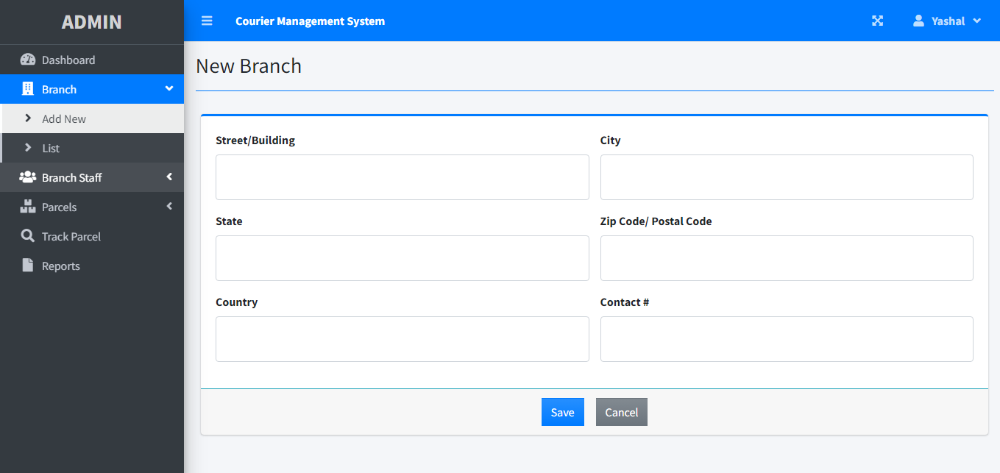 ADMIN
Courier Management System
Yashal
Dashboard
Branch
Add New
List
Branch Staff
Parcels
Track Parcel
Reports
New Branch
Street/Building
City
State
Zip Code/ Postal Code
Country
Contact #
Save
Cancel